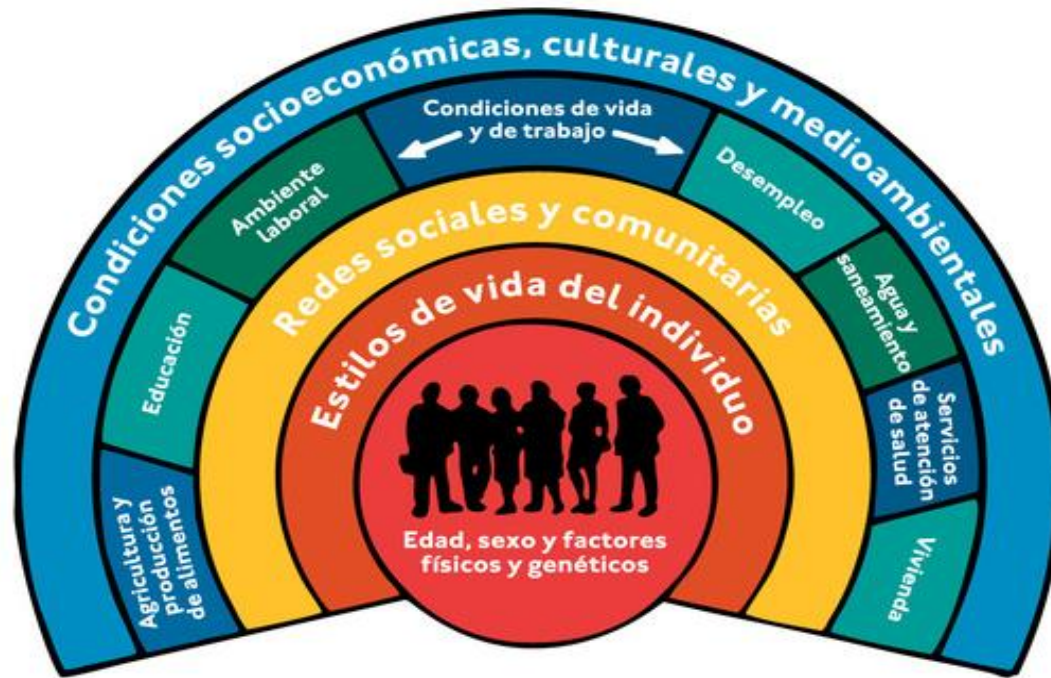 Condiciones socioeconómicas, culturales y medioambientales
Condiciones de vida
y de trabajo
Agricultura y
producción
de alimentos
Educación
Ambiente
laboral
Desempleo
Agua y
saneamiento
Servicios
de atención
de salud
Vivienda
Redes sociales y comunitarias
Estilos de vida del individuo
Edad, sexo y factores
físicos y genéticos